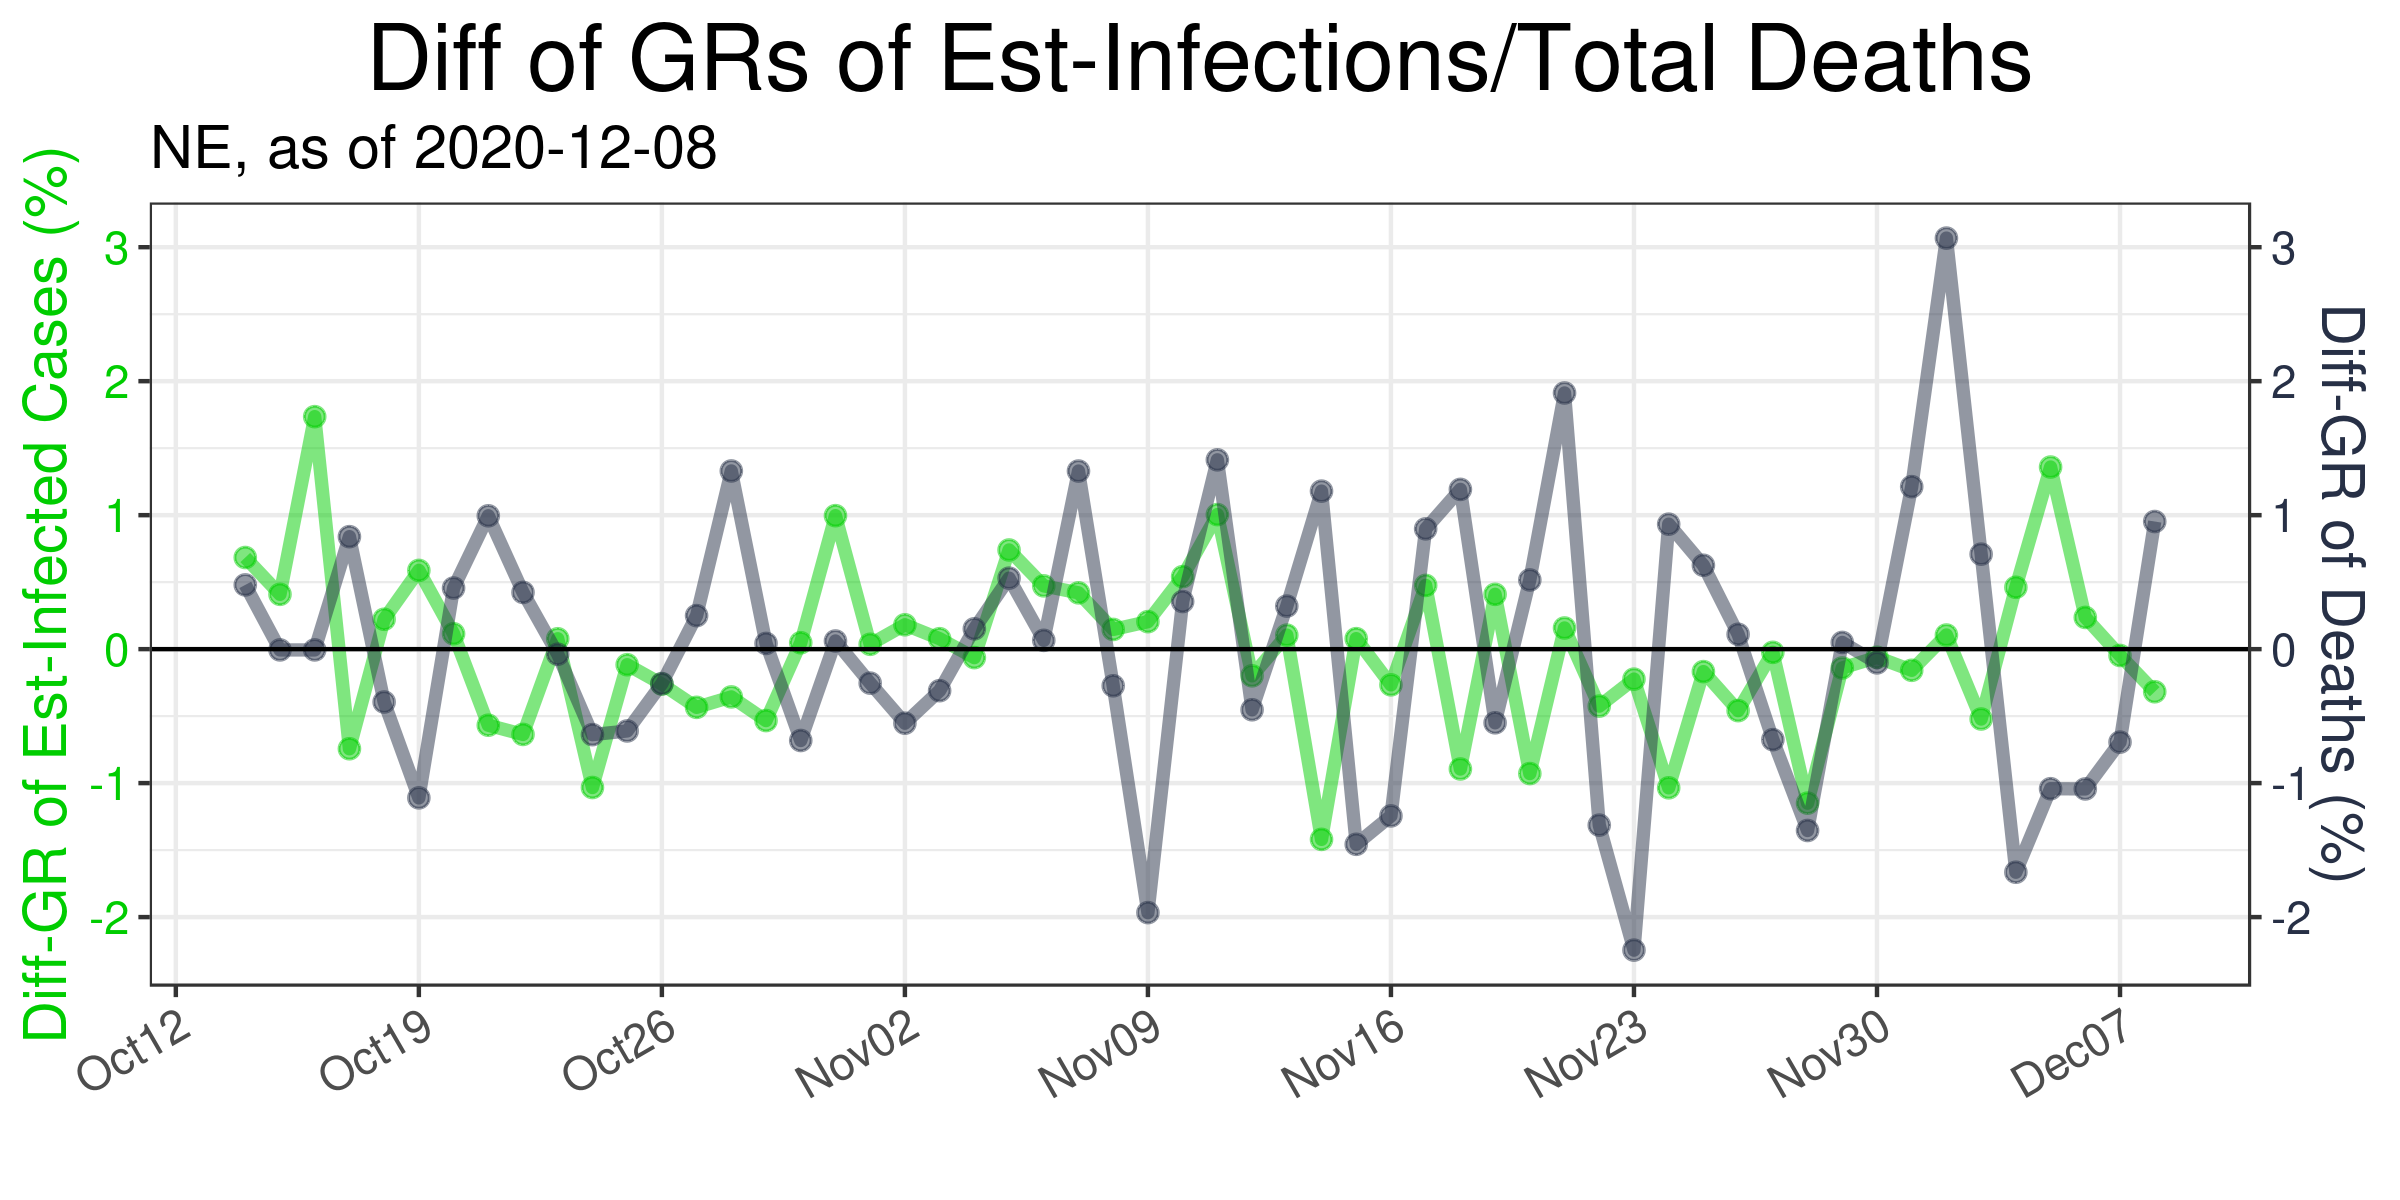 Diff of GRs of Est-Infections/Total Deaths
NE, as of 2020-12-08
Diff-GR of Est-Infected Cases (%)
3
2
1
0
-1
-2
3
2
1
0
-1
-2
Diff-GR of Deaths (%)
Oct12
Oct19
Oct26
Nov02
Nov09
Nov16
Nov23
Nov30
Dec07